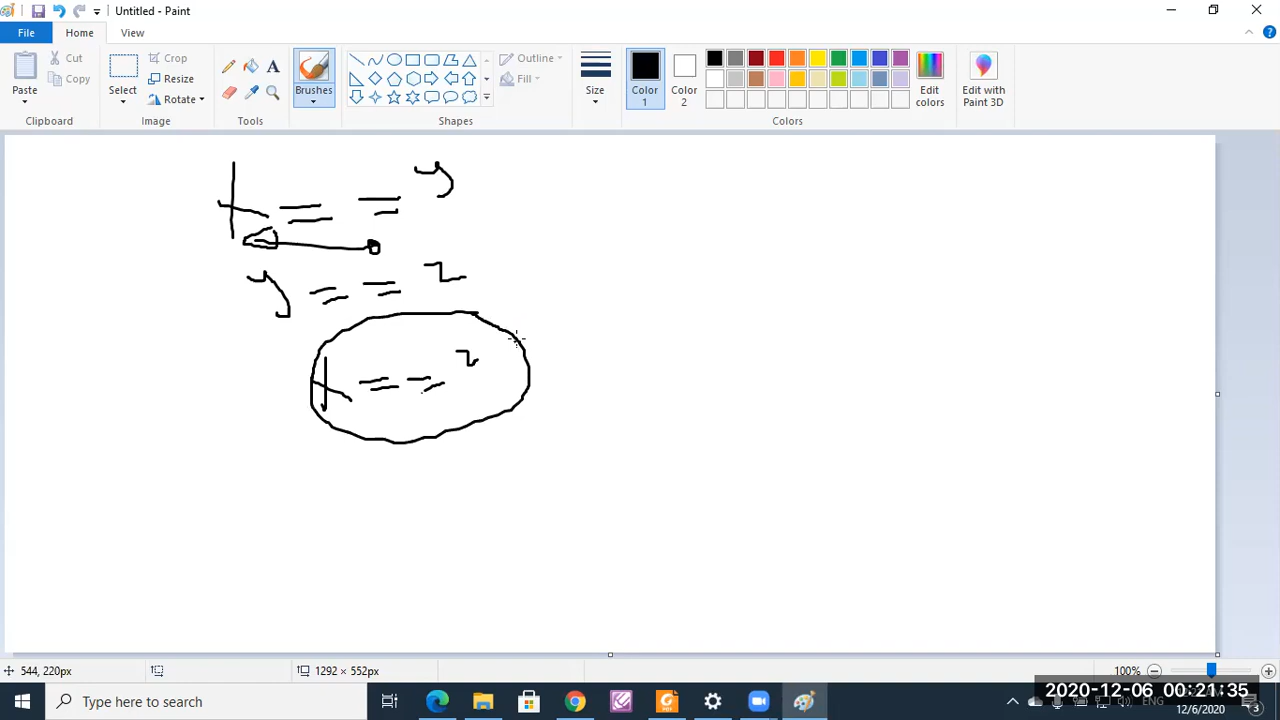 Untitled - Paint
File Home View
Paste Cut Copy Select Crop Resize Rotate Brushes Outline Fill Size Color 1 Color 2 Edit colors Edit with Paint 3D
Clipboard Image Tools Shapes Colors
t = = y
y = = z
t = = z
544, 220px 1292 × 552px 100%
Type here to search ENG
2020-12-06 00:21:35
12/6/2020 3